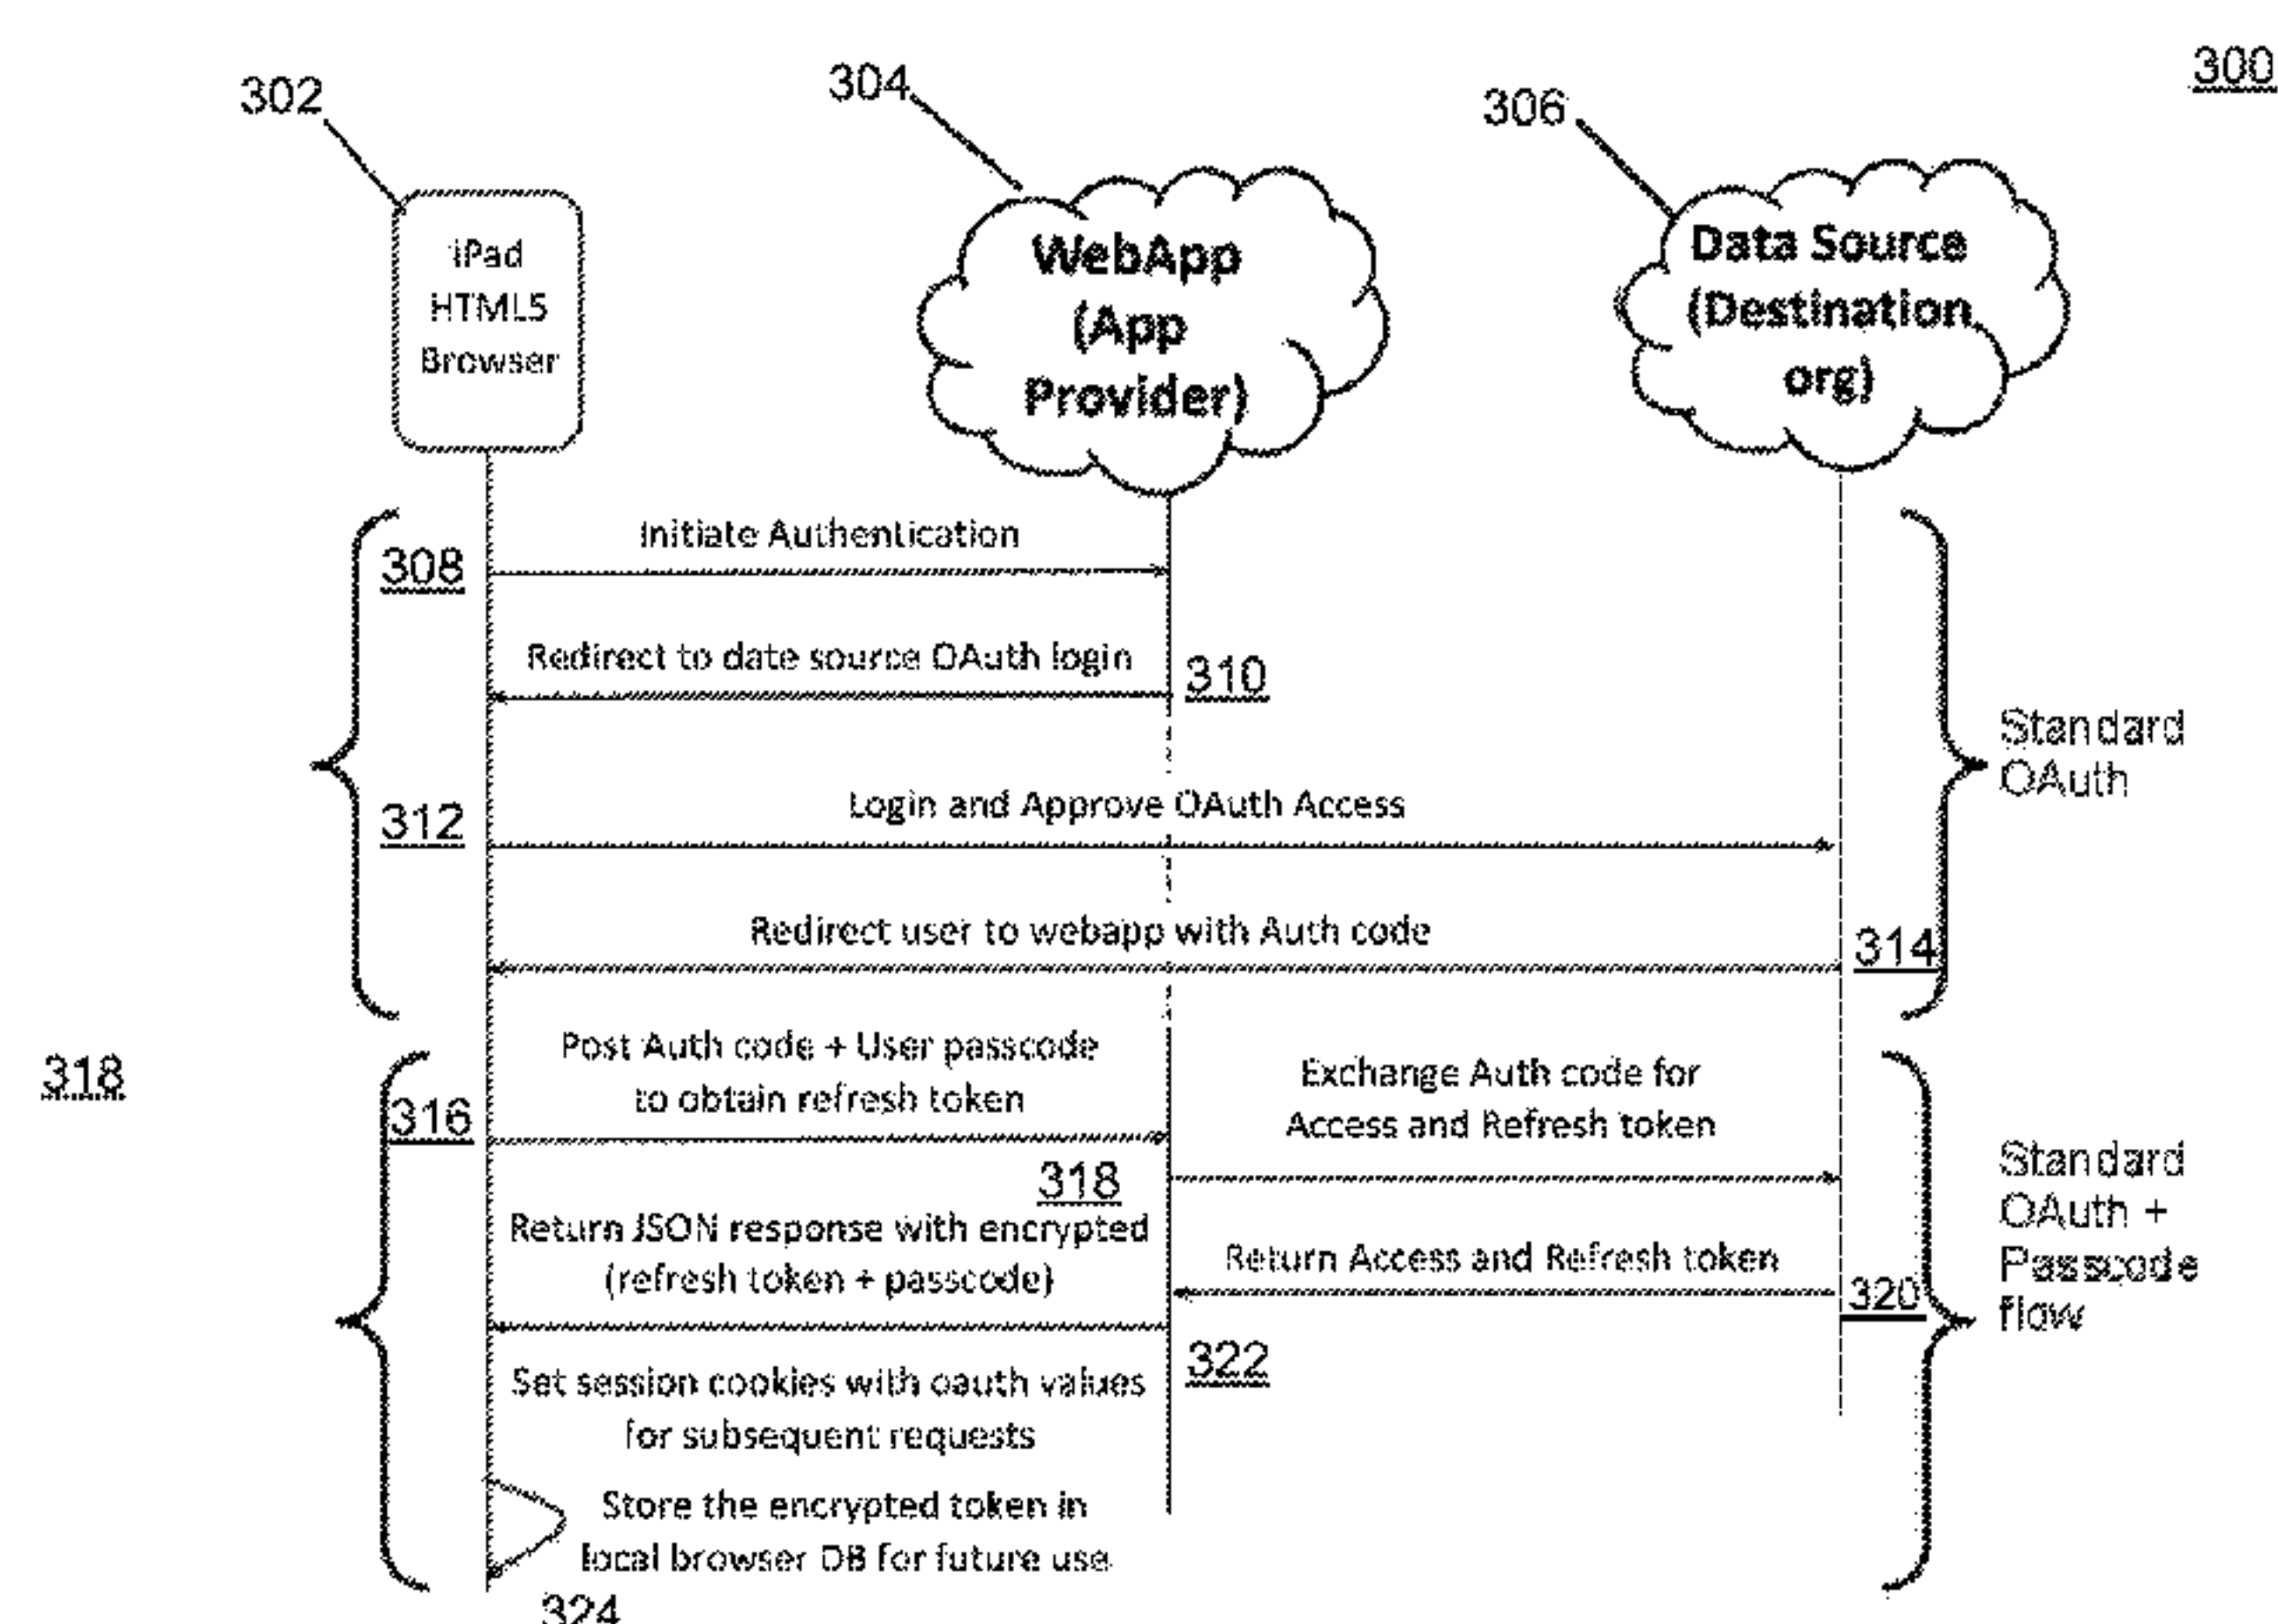 300
302
304
306
iPad
HTML5
Browser
WebApp
(App
Provider)
Data Source
(Destination
org)
Initiate Authentication
308
Redirect to date source OAuth login
310
Standard
OAuth
Login and Approve OAuth Access
312
Redirect user to webapp with Auth code
314
318
Post Auth code + User passcode
to obtain refresh token
316
Exchange Auth code for
Access and Refresh token
318
Standard
OAuth +
Passcode
flow
Return JSON response with encrypted
(refresh token + passcode)
Return Access and Refresh token
320
322
Set session cookies with oauth values
for subsequent requests
Store the encrypted token in
local browser DB for future use
324